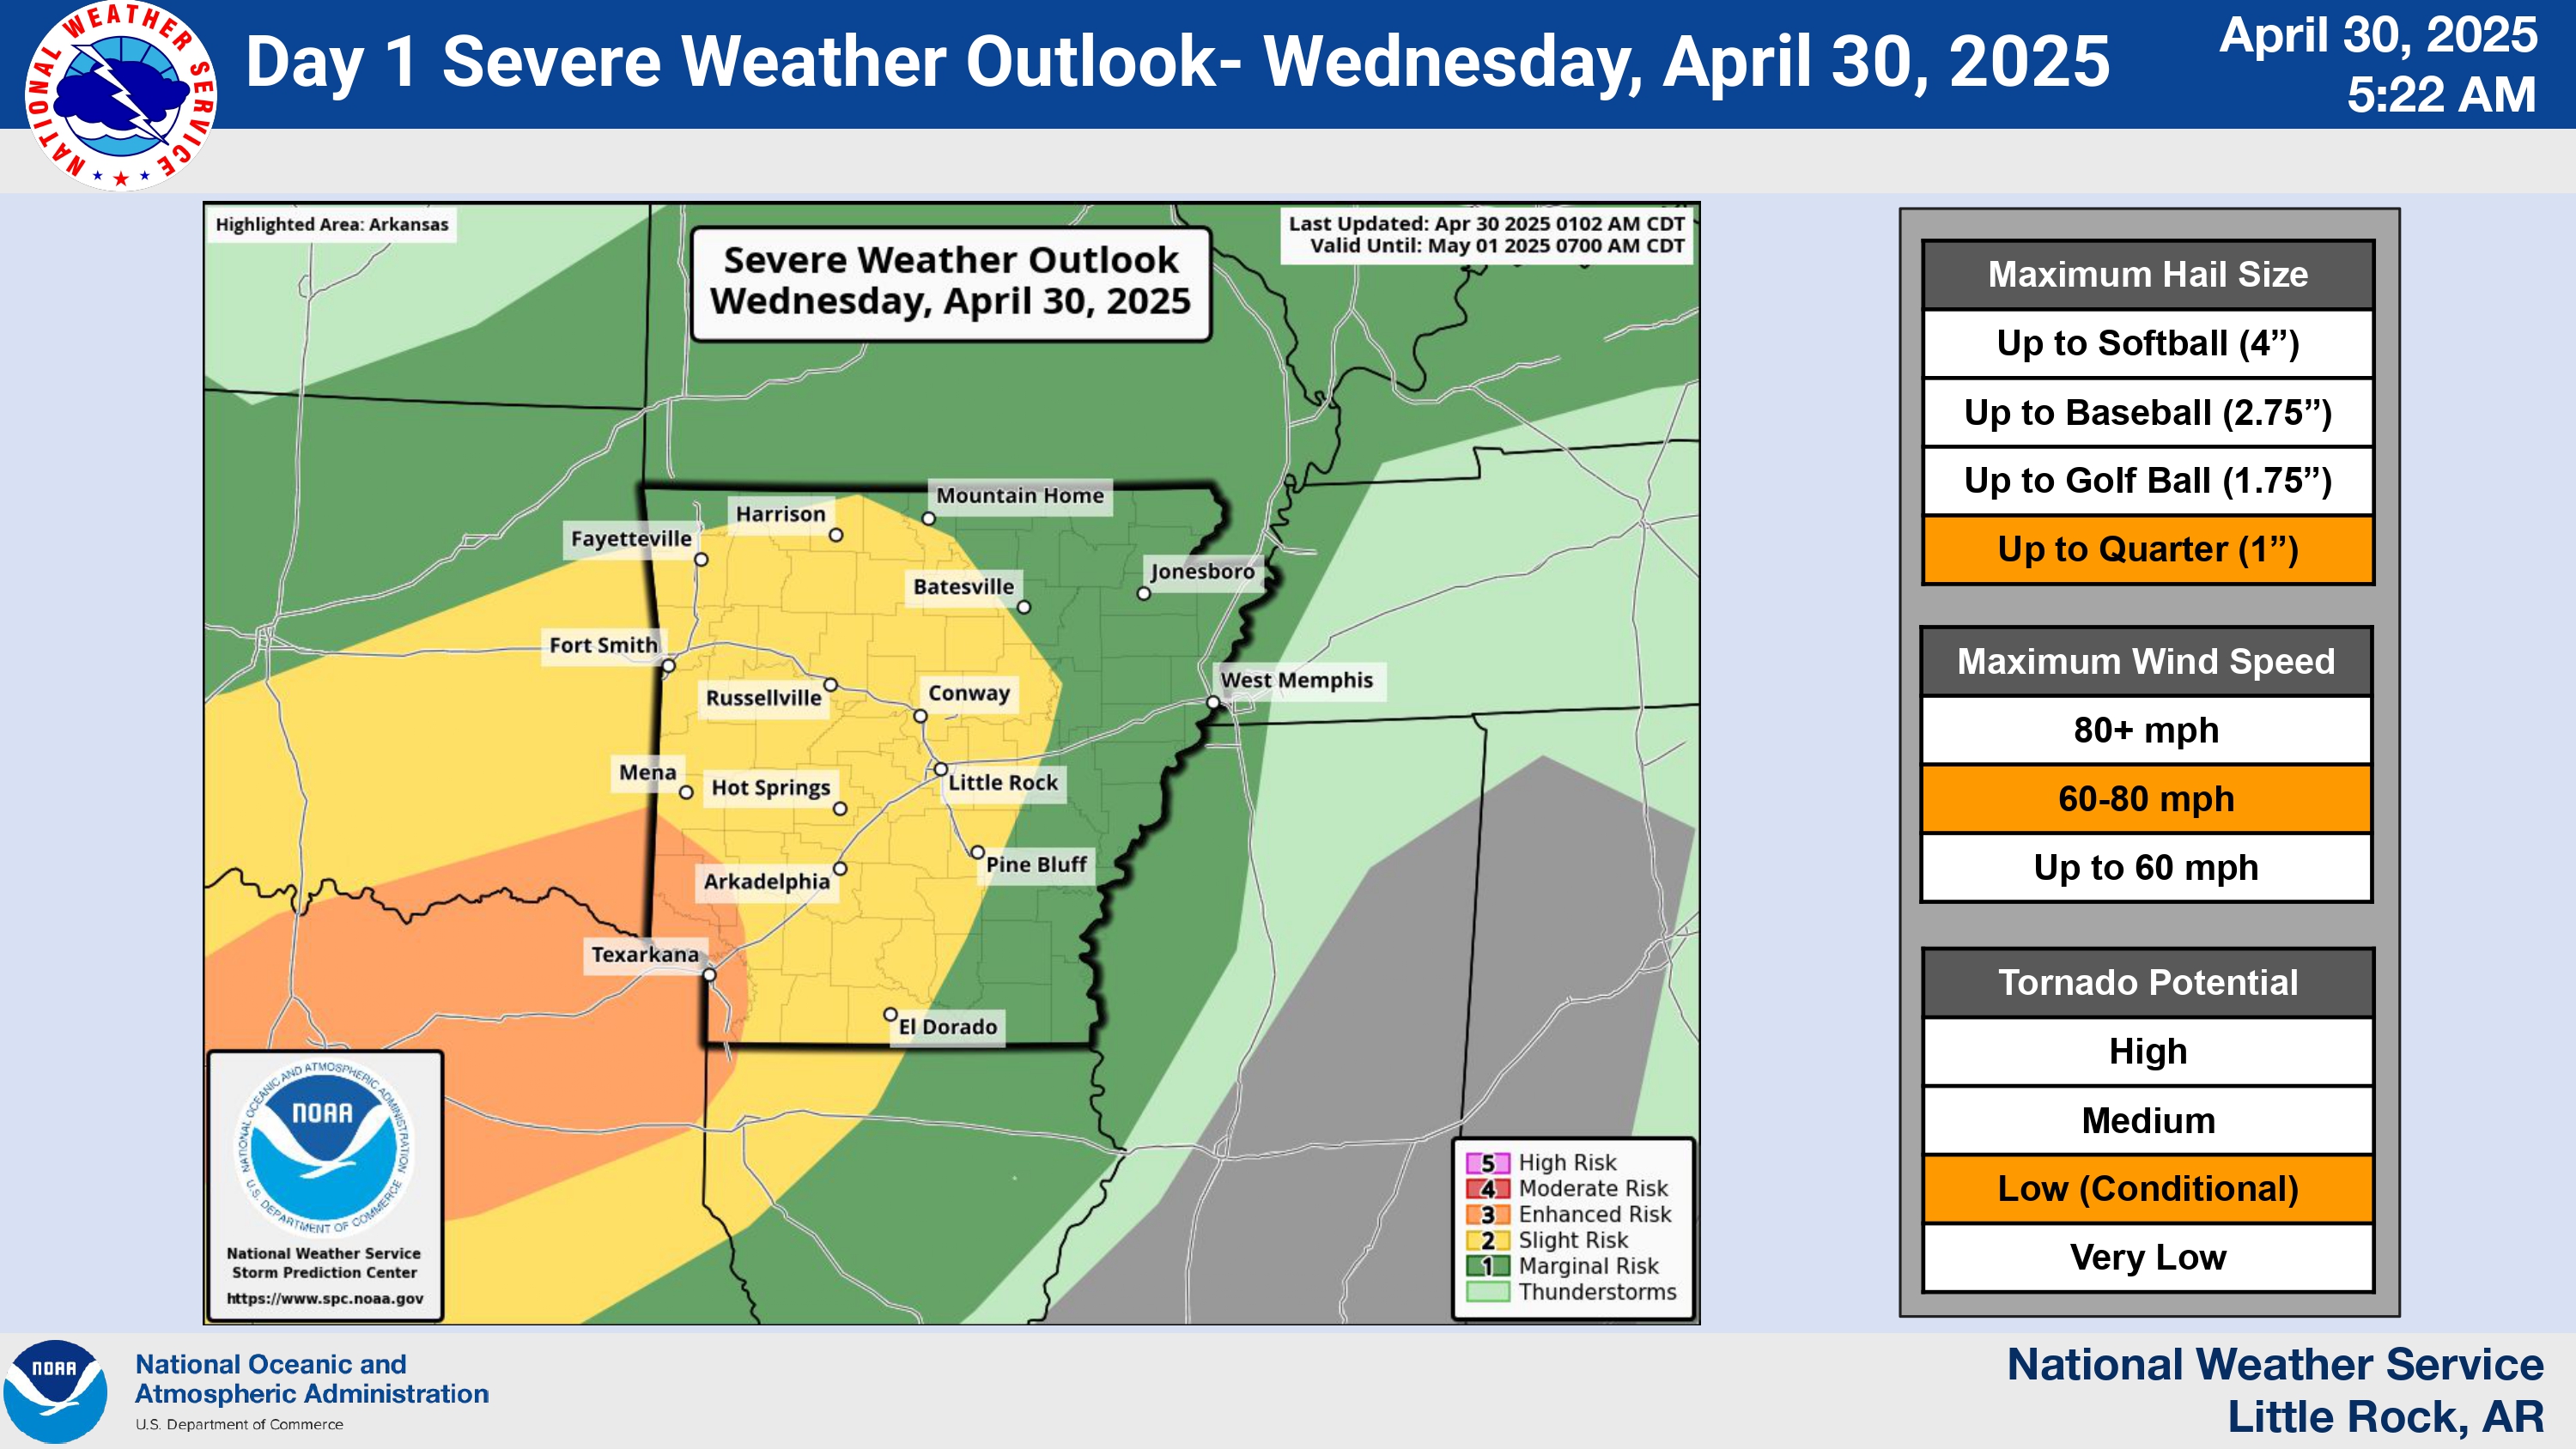 NATIONAL WEATHER SERVICE
Day 1 Severe Weather Outlook- Wednesday, April 30, 2025
April 30, 2025
5:22 AM
Highlighted Area: Arkansas
Severe Weather Outlook
Wednesday, April 30, 2025
Last Updated: Apr 30 2025 0102 AM CDT
Valid Until: May 01 2025 0700 AM CDT
Mountain Home
Harrison
Fayetteville
Jonesboro
Batesville
Fort Smith
West Memphis
Russellville
Conway
Mena
Hot Springs
Little Rock
Pine Bluff
Arkadelphia
Texarkana
El Dorado
NATIONAL OCEANIC AND ATMOSPHERIC ADMINISTRATION
NOAA
U.S. DEPARTMENT OF COMMERCE
National Weather Service
Storm Prediction Center
https://www.spc.noaa.gov
5 High Risk
4 Moderate Risk
3 Enhanced Risk
2 Slight Risk
1 Marginal Risk
Thunderstorms
Maximum Hail Size
Up to Softball (4”)
Up to Baseball (2.75”)
Up to Golf Ball (1.75”)
Up to Quarter (1”)
Maximum Wind Speed
80+ mph
60-80 mph
Up to 60 mph
Tornado Potential
High
Medium
Low (Conditional)
Very Low
NOAA
National Oceanic and
Atmospheric Administration
U.S. Department of Commerce
National Weather Service
Little Rock, AR